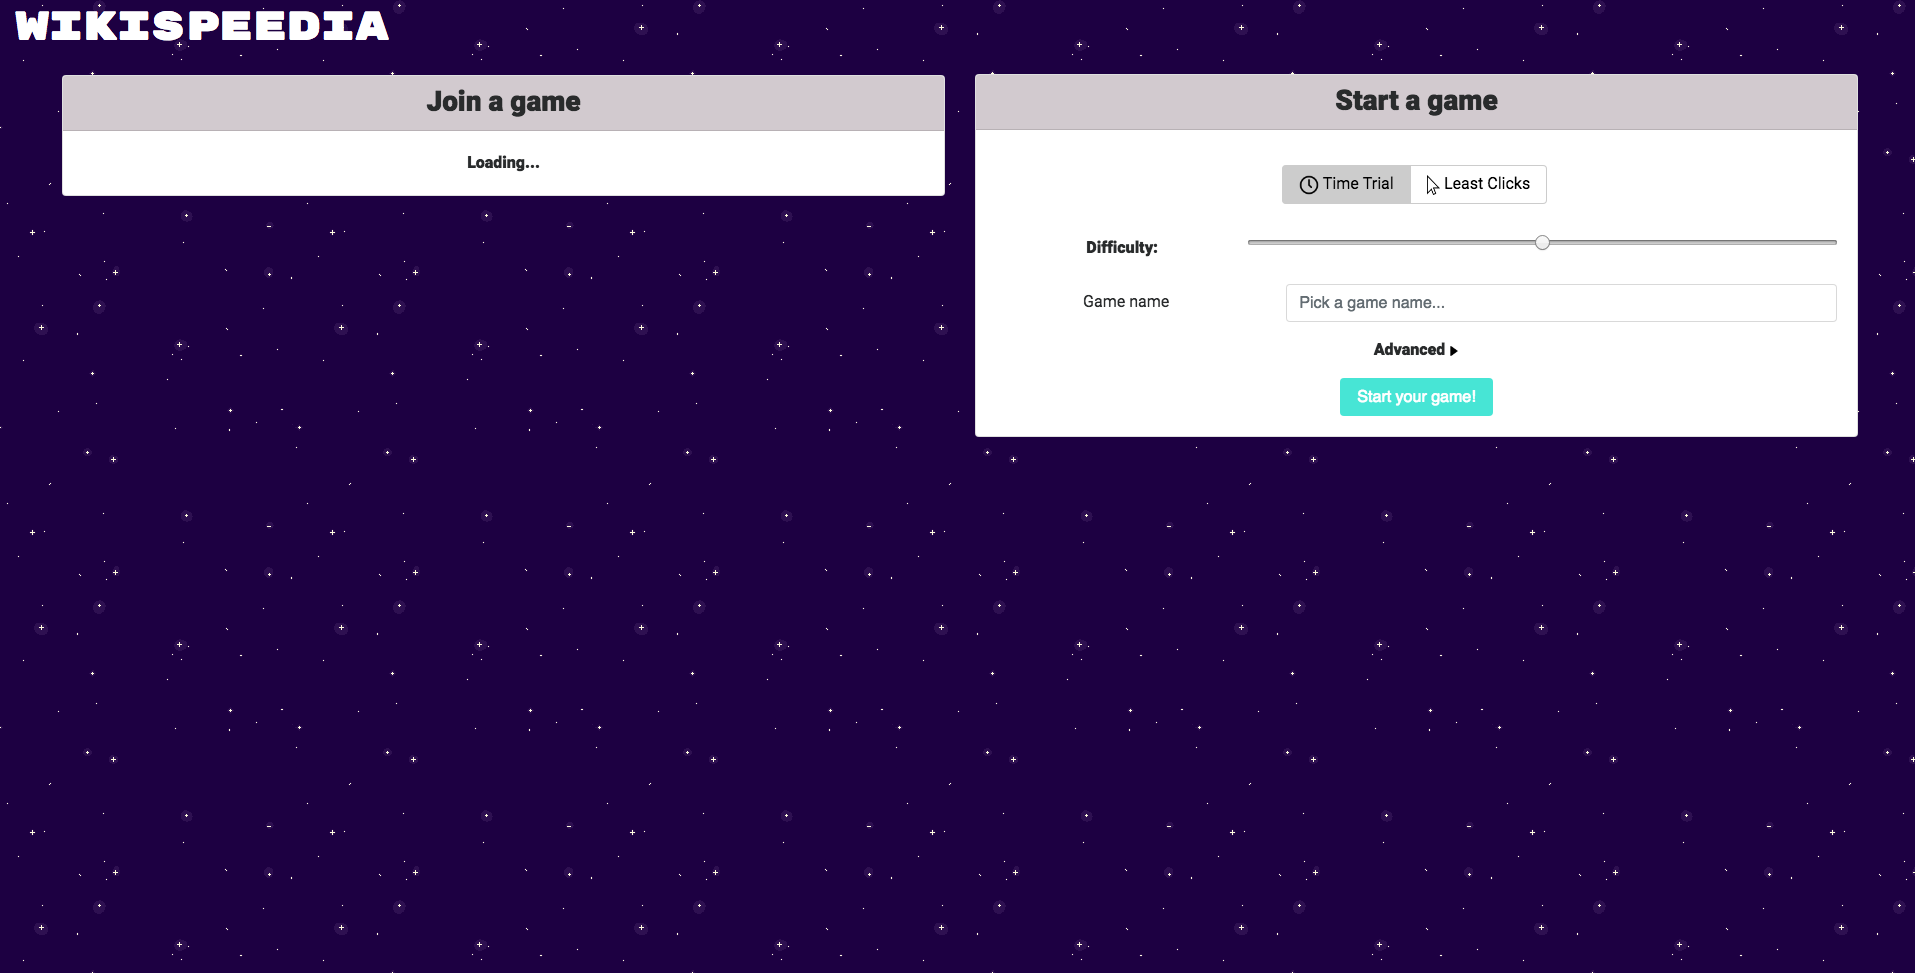 WIKISPEEDIA
Join a game
Loading...
Start a game
Time Trial
Least Clicks
Difficulty:
Game name
Pick a game name...
Advanced
Start your game!